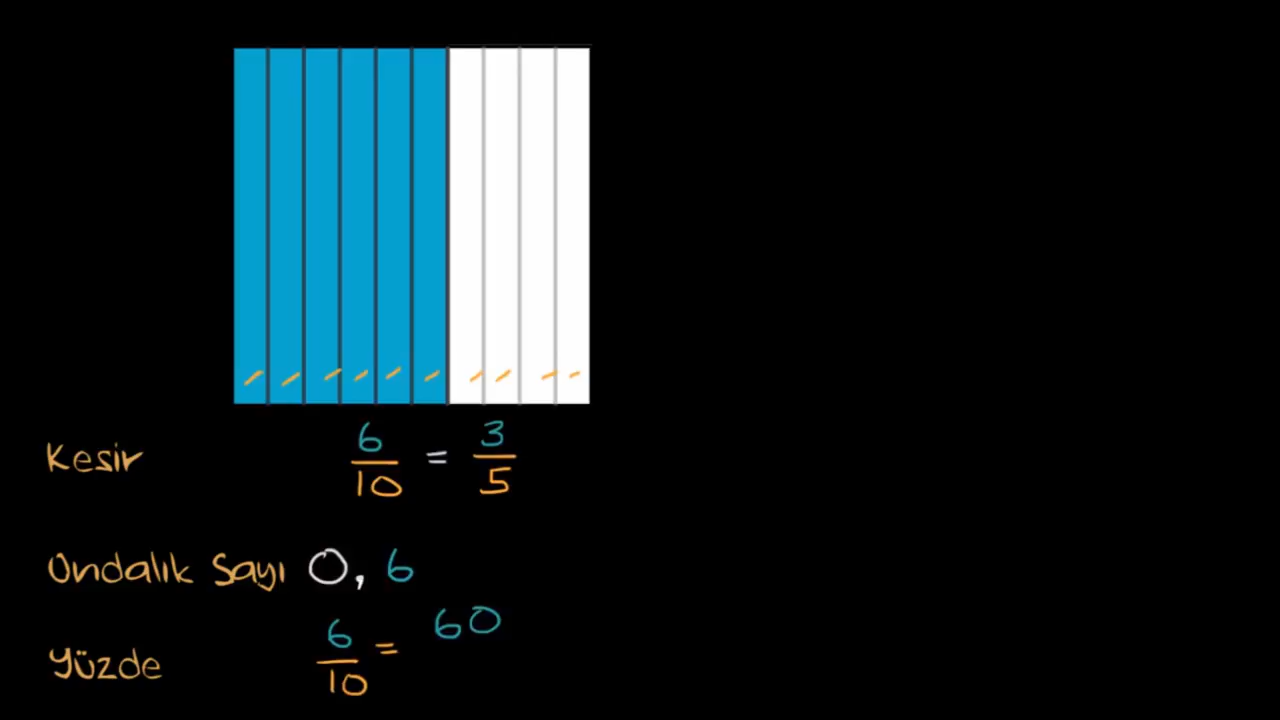 Kesir 6/10 = 3/5
Ondalık Sayı 0,6
Yüzde 6/10 = 60